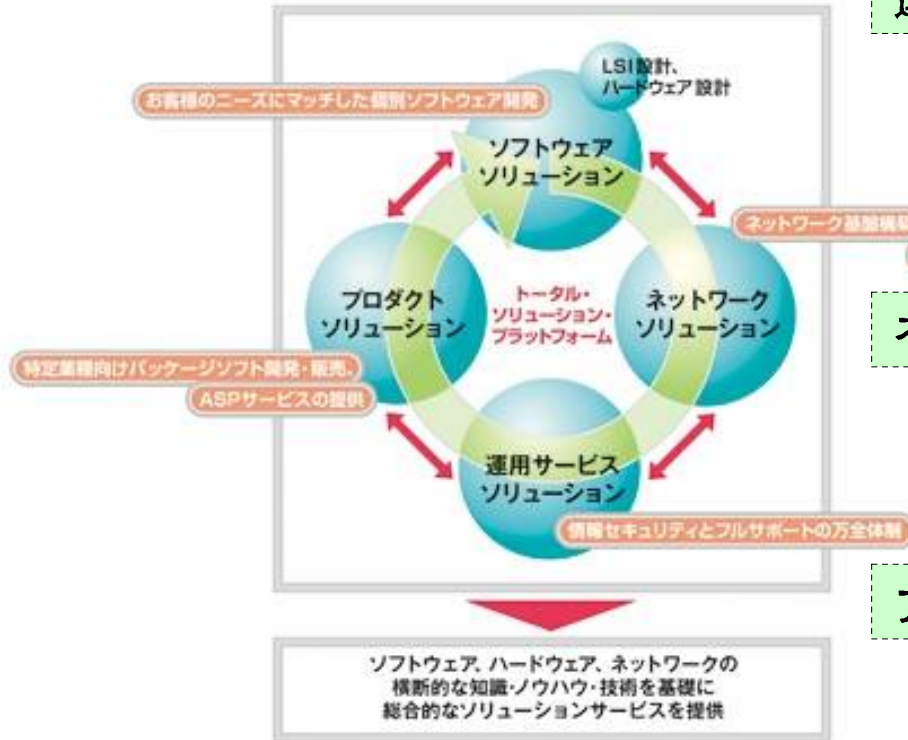 LSI設計、
ハードウェア設計
お客様のニーズにマッチした個別ソフトウェア開発
ソフトウェア
ソリューション
ネットワーク基盤構築
プロダクト
ソリューション
トータル・
ソリューション・
プラットフォーム
ネットワーク
ソリューション
特定業種向けパッケージソフト開発・販売、
ASPサービスの提供
運用サービス
ソリューション
情報セキュリティとフルサポートの万全体制
ソフトウェア、ハードウェア、ネットワークの
横断的な知識・ノウハウ・技術を基礎に
総合的なソリューションサービスを提供